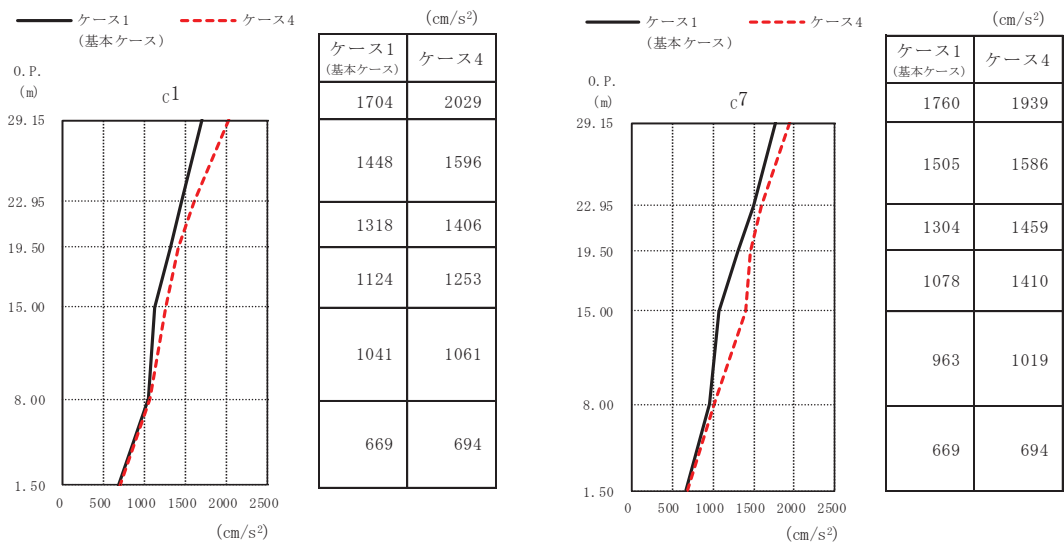 ケース1 ケース4
(基本ケース)
(cm/s²)
O.P.
(m)
C1
29.15
22.95
19.50
15.00
8.00
1.50
0 500 1000 1500 2000 2500
(cm/s²)
ケース1 ケース4
(基本ケース)
1704 2029
1448 1596
1318 1406
1124 1253
1041 1061
669 694
ケース1 ケース4
(基本ケース)
(cm/s²)
O.P.
(m)
C7
29.15
22.95
19.50
15.00
8.00
1.50
0 500 1000 1500 2000 2500
(cm/s²)
ケース1 ケース4
(基本ケース)
1760 1939
1505 1586
1304 1459
1078 1410
963 1019
669 694